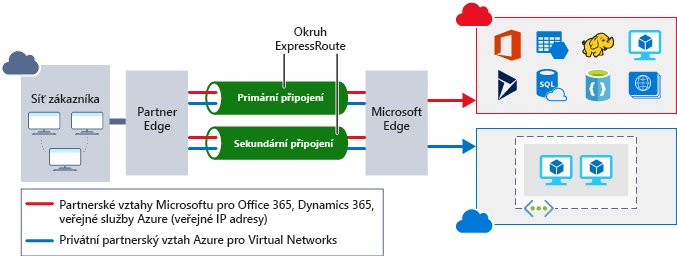 Okruh
ExpressRoute
Síť zákazníka
Partner
Edge
Primární připojení
Sekundární připojení
Microsoft
Edge
SQL
Partnerské vztahy Microsoftu pro Office 365, Dynamics 365,
veřejné služby Azure (veřejné IP adresy)
Privátní partnerský vztah Azure pro Virtual Networks